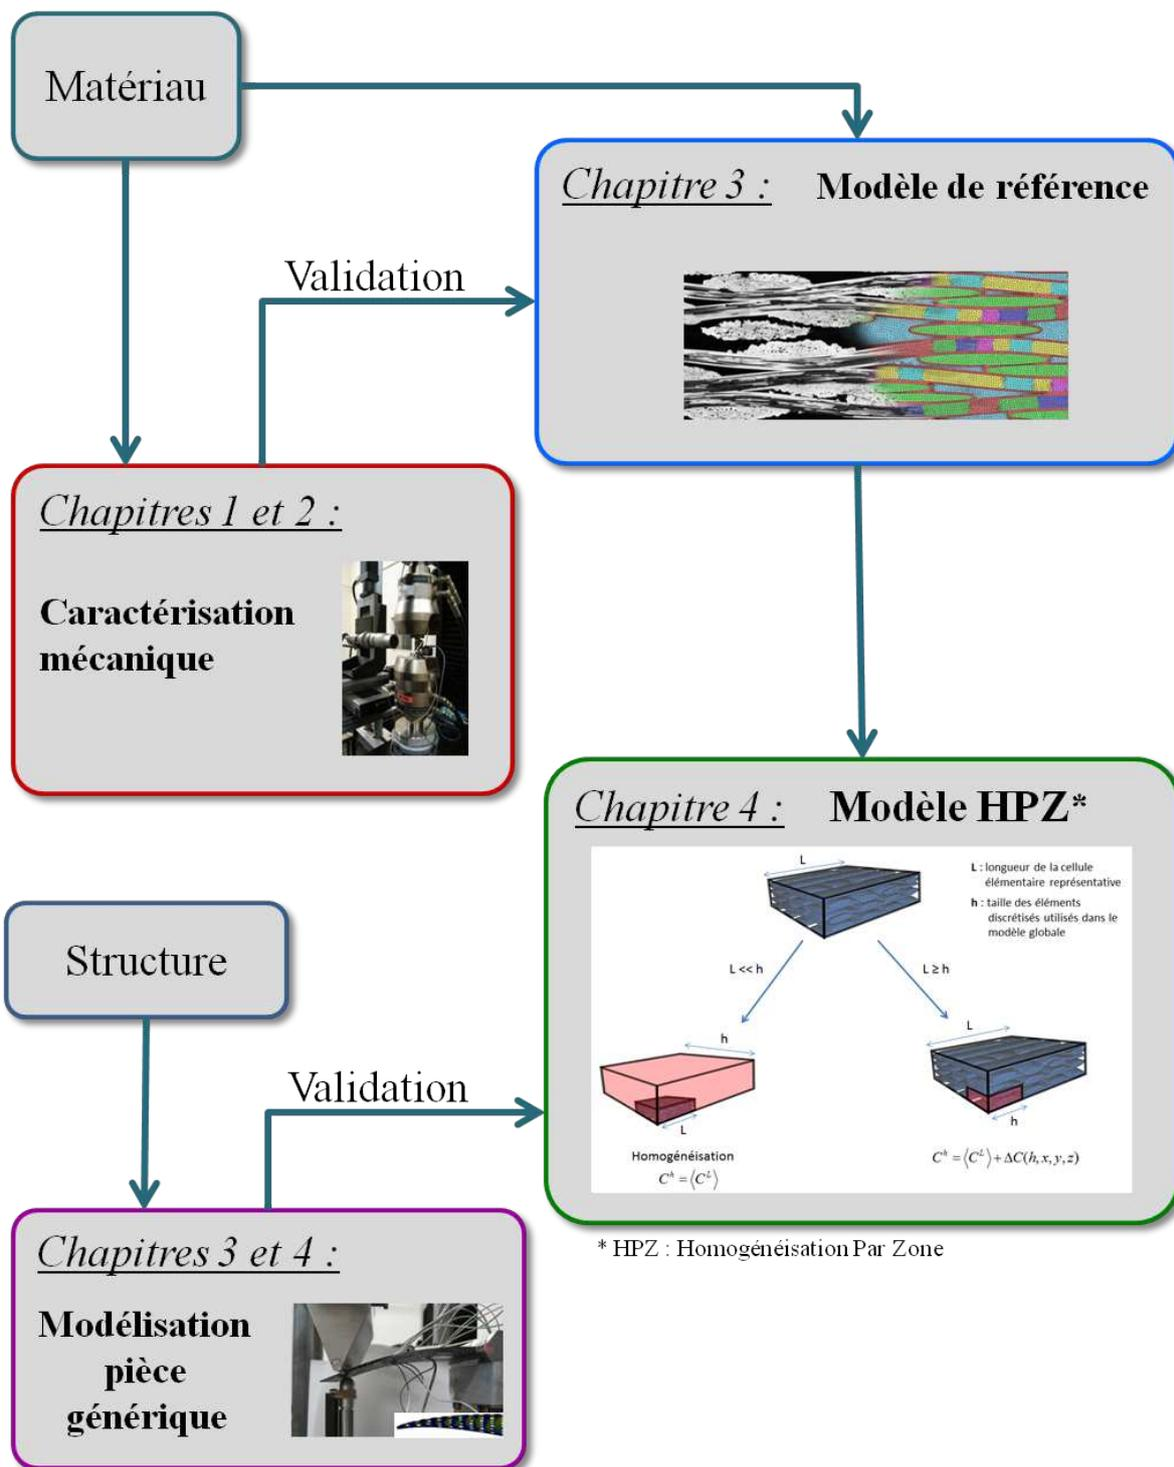 Matériau
Chapitre 3 : Modèle de référence
Validation
Chapitres 1 et 2 :
Caractérisation
mécanique
Chapitre 4 : Modèle HPZ*
L
L : longueur de la cellule
élémentaire représentative
h : taille des éléments
discrétisés utilisés dans le
modèle globale
L << h
L ≥ h
h
L
Homogénéisation
C^h = ⟨C^L⟩
L
h
C^h = ⟨C^L⟩ + ΔC(h, x, y, z)
* HPZ : Homogénéisation Par Zone
Structure
Validation
Chapitres 3 et 4 :
Modélisation
pièce
générique